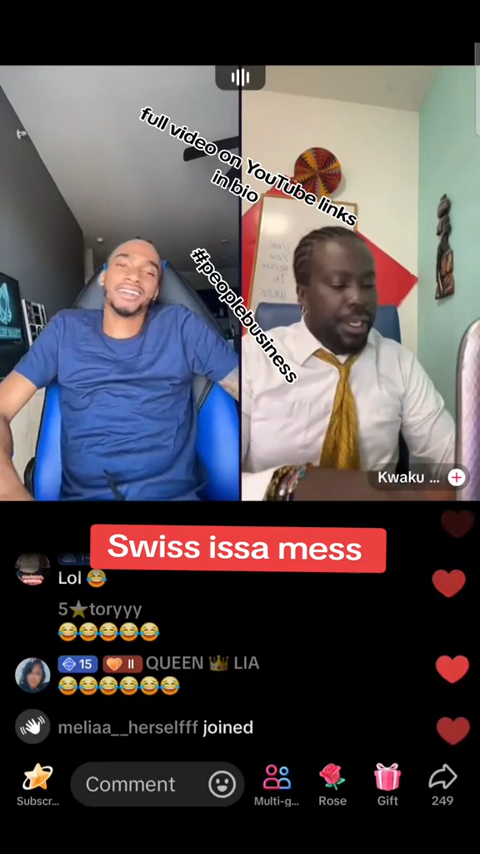 full video on YouTube links
in bio
#peoplebusiness
Kwaku ...
Swiss issa mess
Lol 😂
5⭐toryyy
😂😂😂😂😂
15 II QUEEN 👑 LIA
😂😂😂😂😂😂
meliaa__herselfff joined
Comment
Subscr... Multi-g... Rose Gift 249